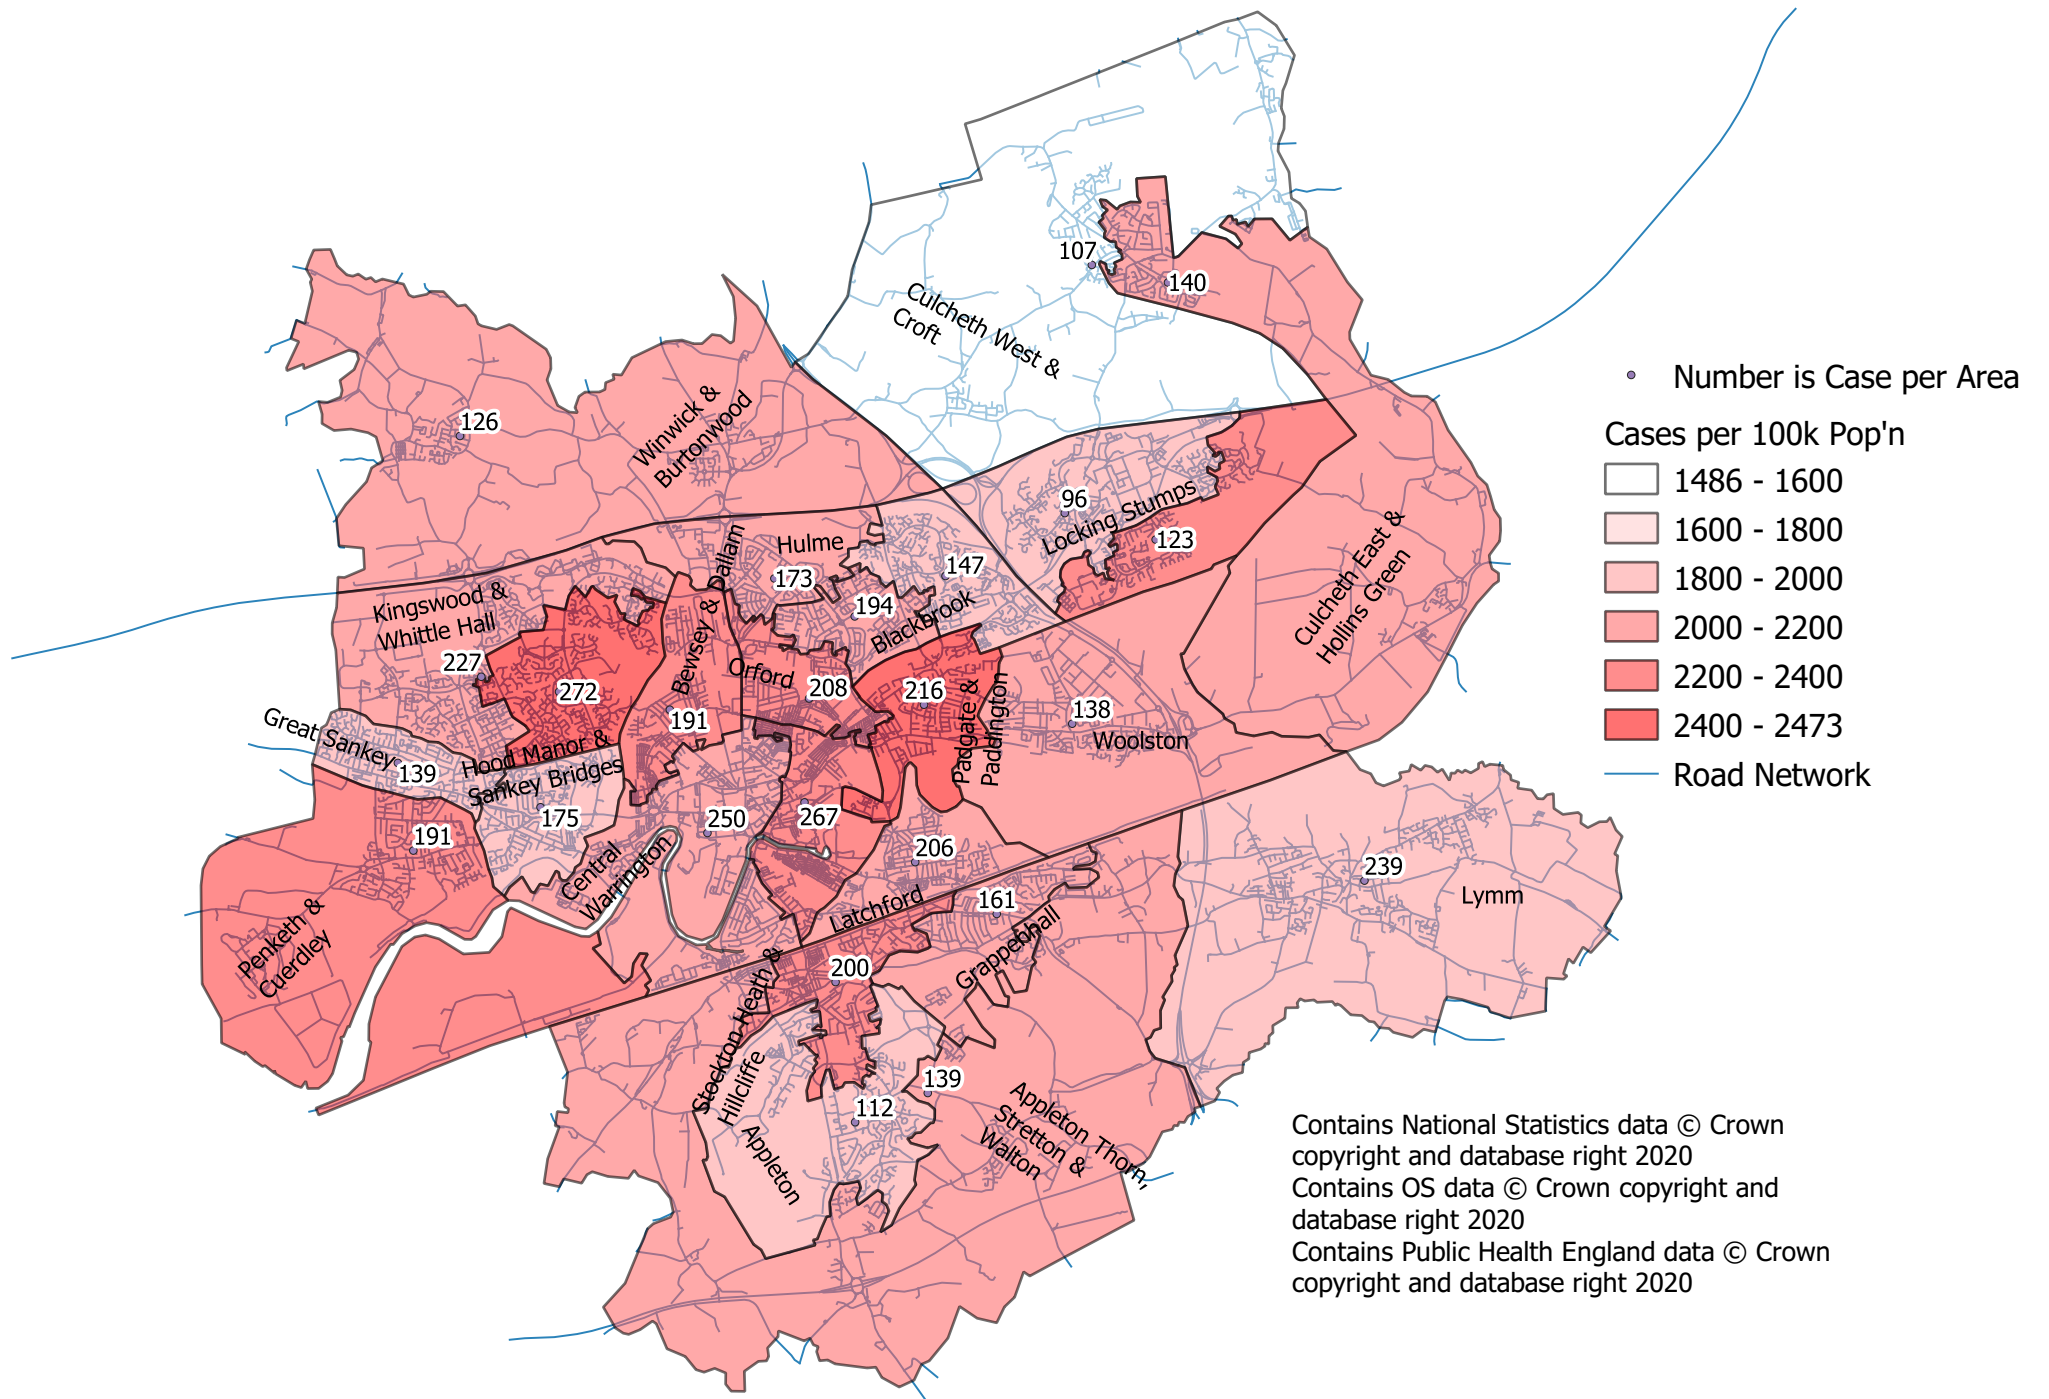 107
140
Culcheth West &
Croft
126
Winwick &
Burtonwood
96
Locking Stumps
123
Hulme
173
147
194
Blackbrook
Bewsey & Dallam
Kingswood &
Whittle Hall
227
272
191
Orford
208
216
Padgate &
Paddington
138
Woolston
Culcheth East &
Hollins Green
Great Sankey
139
Hood Manor &
Sankey Bridges
175
191
Penketh &
Cuerdley
250
Central
Warrington
267
206
Latchford
161
Grappenhall
239
Lymm
200
Stockton Heath &
Hillcliffe
112
Appleton
139
Appleton Thorn,
Stretton &
Walton
Number is Case per Area
Cases per 100k Pop'n
1486 - 1600
1600 - 1800
1800 - 2000
2000 - 2200
2200 - 2400
2400 - 2473
Road Network
Contains National Statistics data © Crown
copyright and database right 2020
Contains OS data © Crown copyright and
database right 2020
Contains Public Health England data © Crown
copyright and database right 2020